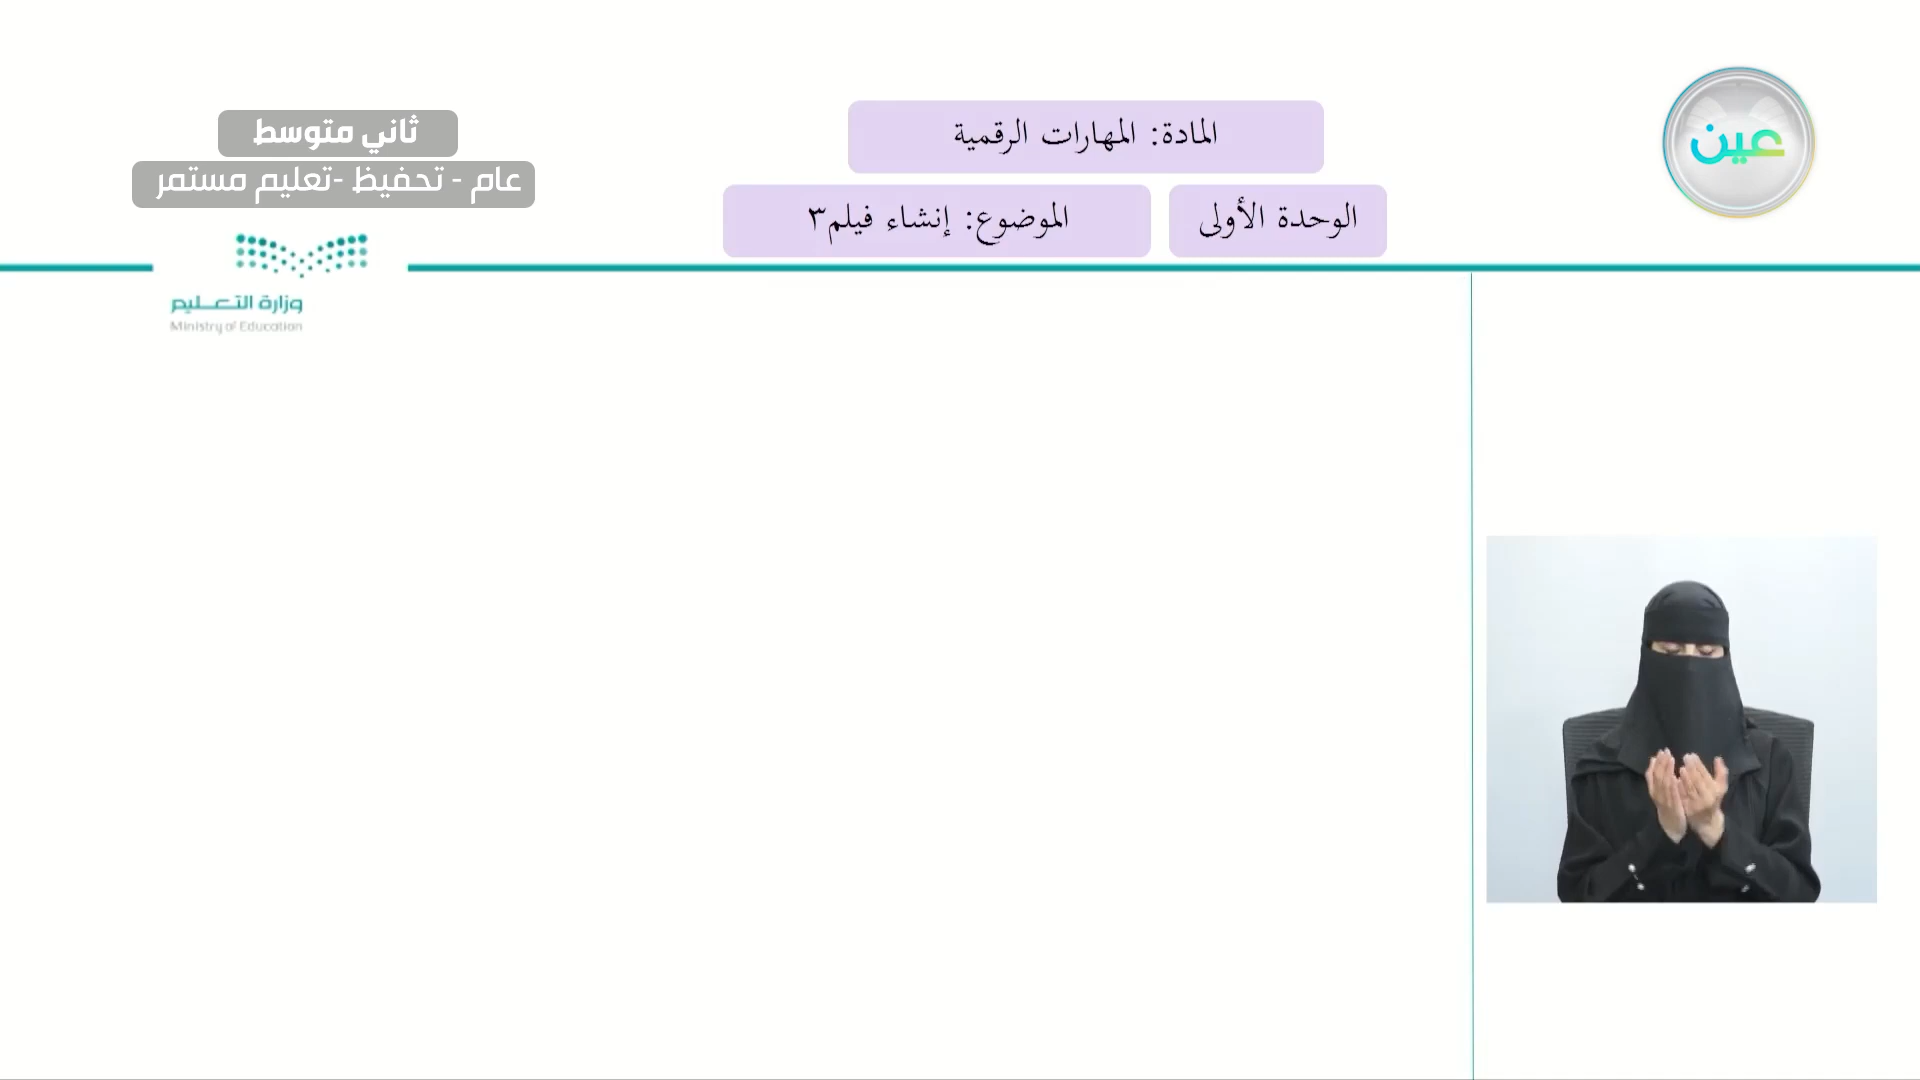 عين
المادة: المهارات الرقمية
الوحدة الأولى
الموضوع: إنشاء فيلم٣
ثاني متوسط
عام - تحفيظ -تعليم مستمر
وزارة التعـــليم
Ministry of Education